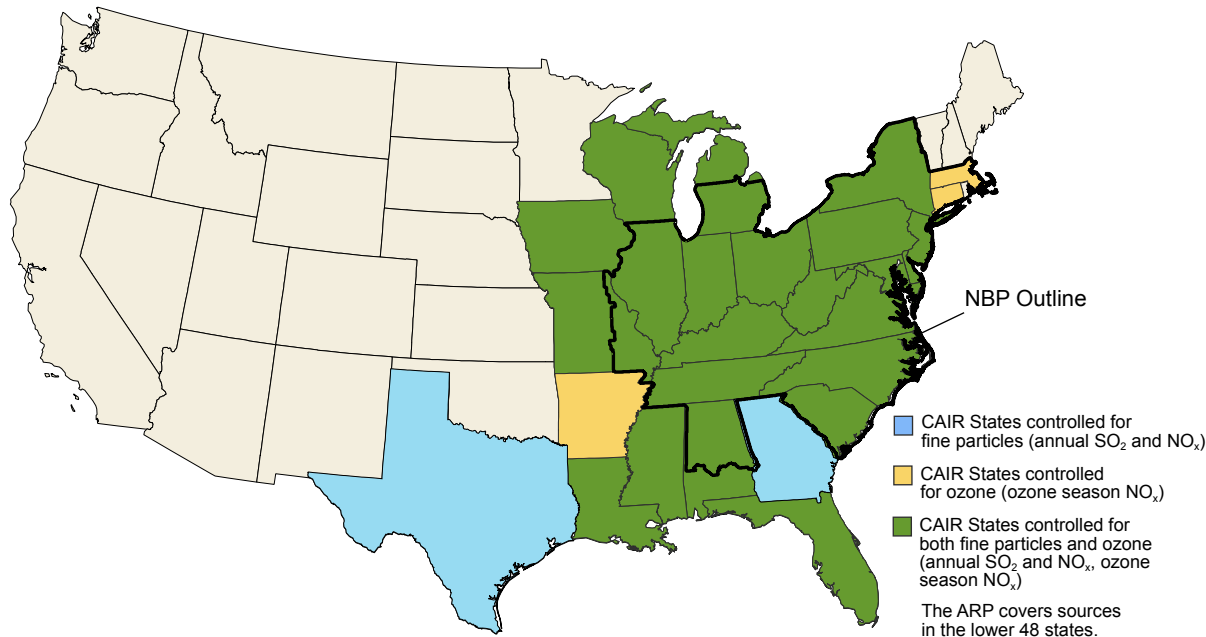 NBP Outline
CAIR States controlled for
fine particles (annual SO₂ and NOₓ)
CAIR States controlled
for ozone (ozone season NOₓ)
CAIR States controlled for
both fine particles and ozone
(annual SO₂ and NOₓ, ozone
season NOₓ)
The ARP covers sources
in the lower 48 states.